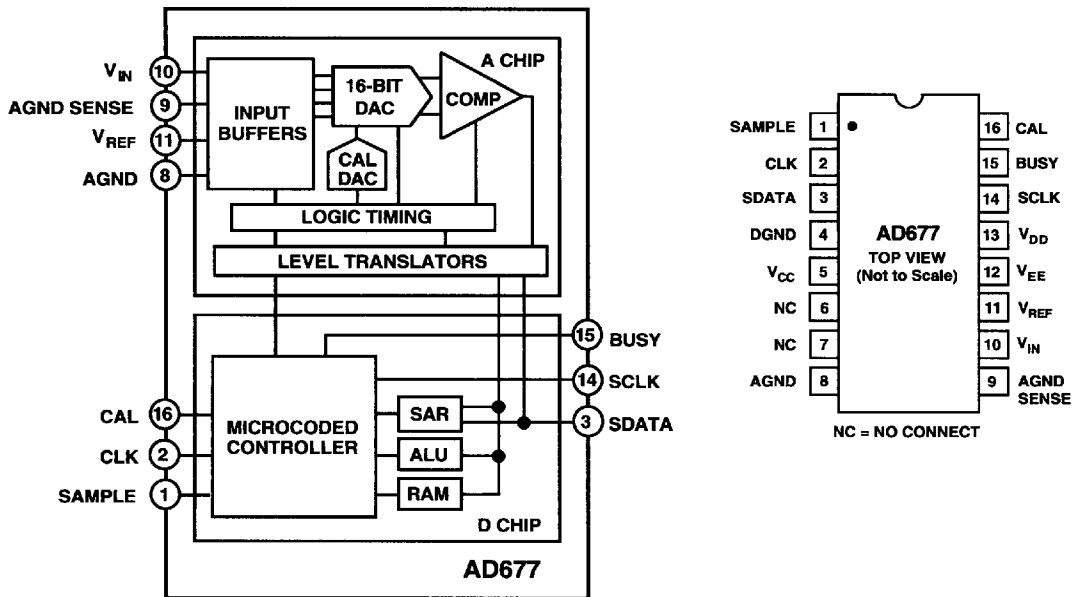 A CHIP
V_IN 10
AGND SENSE 9
V_REF 11
AGND 8
INPUT
BUFFERS
16-BIT
DAC
COMP
CAL
DAC
LOGIC TIMING
LEVEL TRANSLATORS
15 BUSY
14 SCLK
3 SDATA
CAL 16
CLK 2
SAMPLE 1
MICROCODED
CONTROLLER
SAR
ALU
RAM
D CHIP
AD677
SAMPLE 1
CLK 2
SDATA 3
DGND 4
V_CC 5
NC 6
NC 7
AGND 8
AD677
TOP VIEW
(Not to Scale)
16 CAL
15 BUSY
14 SCLK
13 V_DD
12 V_EE
11 V_REF
10 V_IN
9 AGND
SENSE
NC = NO CONNECT